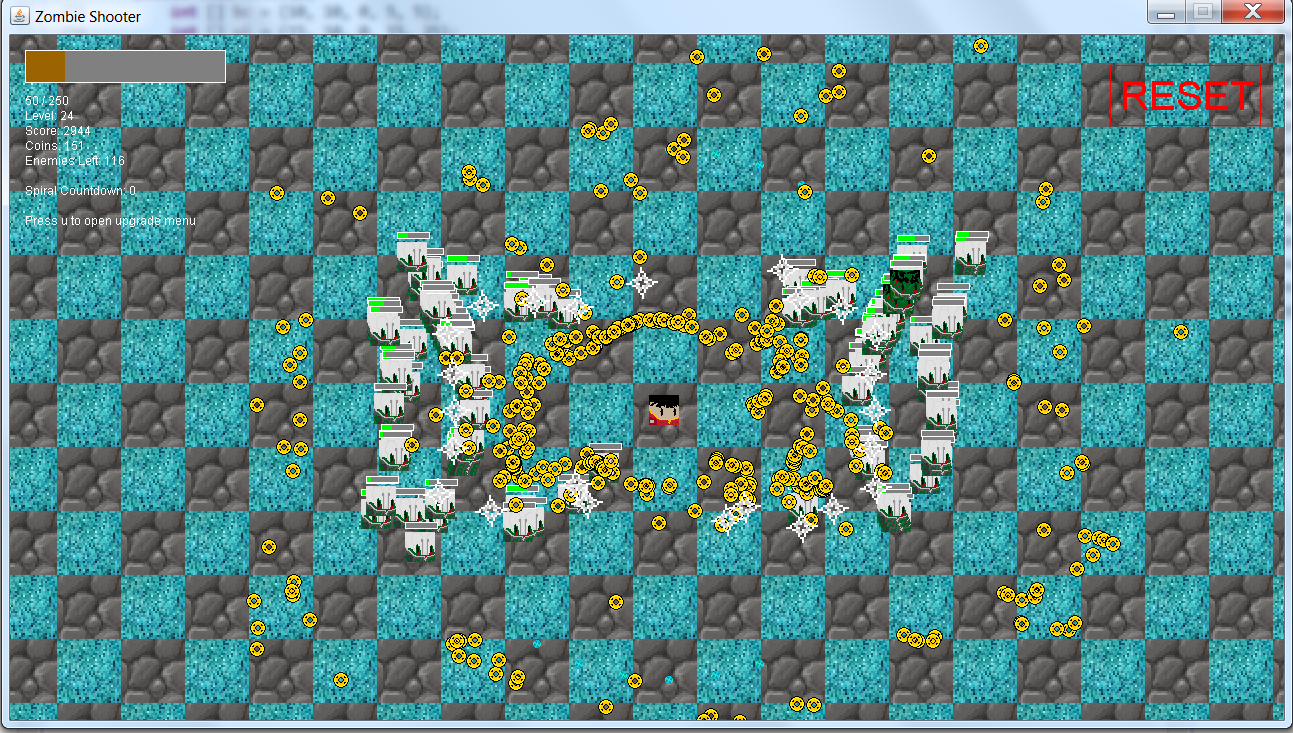 Zombie Shooter
RESET
50 / 250
Level: 24
Score: 2944
Coins: 151
Enemies Left: 116
Spiral Countdown: 0
Press u to open upgrade menu